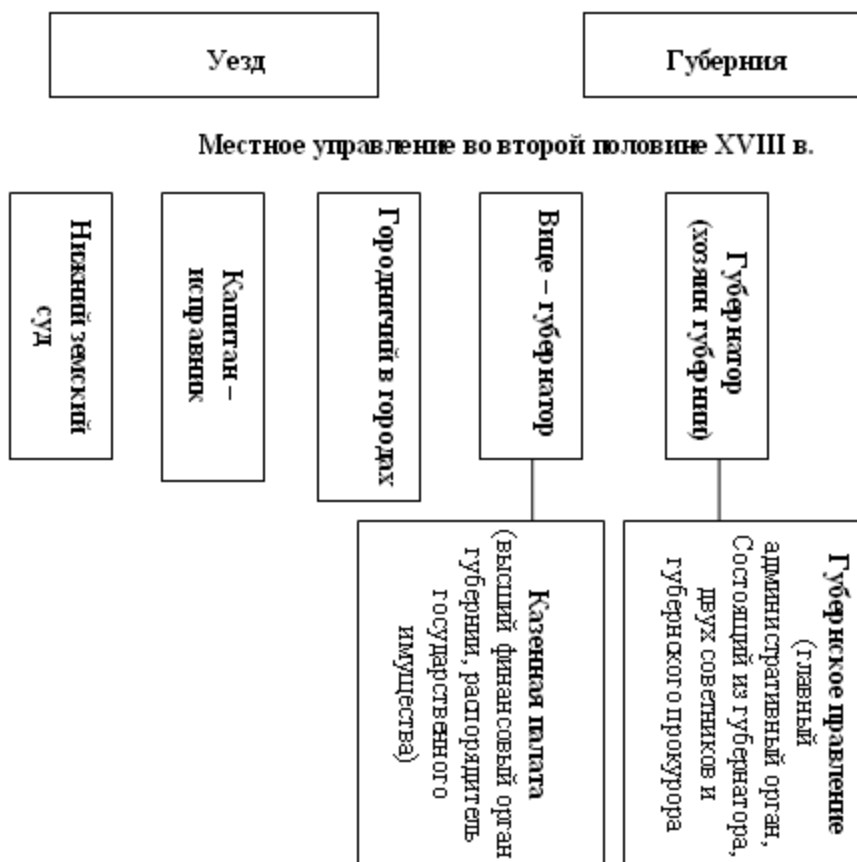 Уезд
Губерния
Местное управление во второй половине XVIII в.
Нижний земский
суд
Капитан –
исправник
Городничий в городах
Вице – губернатор
Губернатор
(хозяин губернии)
Казенная палата
(высший финансовый орган
губернии, распорядитель
государственного
имущества)
Губернское правление
(главный
административный орган,
Состоящий из губернатора,
двух советников и
губернского прокурора